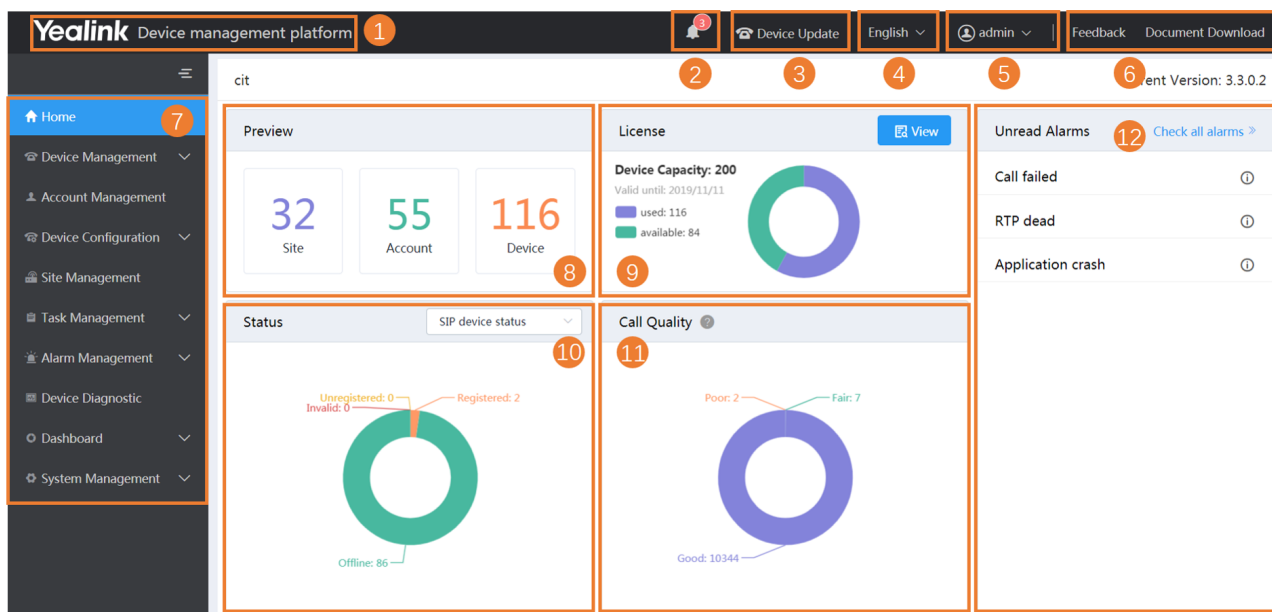 Yealink Device management platform 1
3
Device Update
English
admin
Feedback
Document Download
2
3
4
5
6
cit
rent Version: 3.3.0.2
7
Home
Device Management
Account Management
Device Configuration
Site Management
Task Management
Alarm Management
Device Diagnostic
Dashboard
System Management
Preview
32
Site
55
Account
116
Device
8
License
View
Device Capacity: 200
Valid until: 2019/11/11
used: 116
available: 84
9
Status
SIP device status
10
Unregistered: 0
Invalid: 0
Registered: 2
Offline: 86
Call Quality ?
11
Poor: 2
Fair: 7
Good: 10344
Unread Alarms
12
Check all alarms
Call failed
RTP dead
Application crash